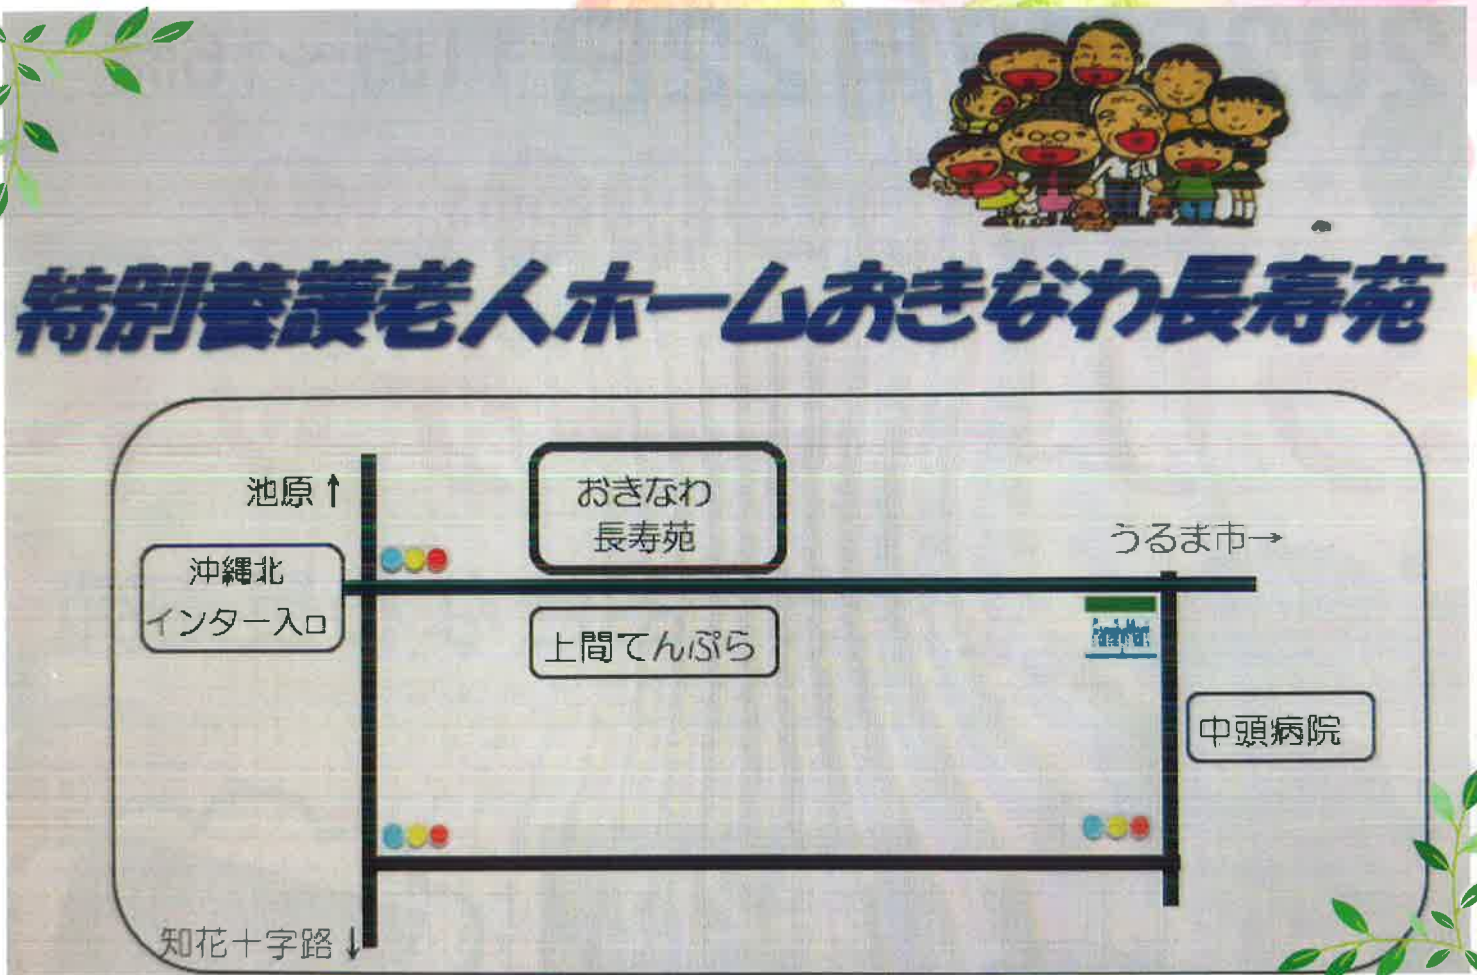 特別養護老人ホームおきなわ長寿苑
池原↑
おきなわ
長寿苑
うるま市→
沖縄北
インター入口
上間てんぷら
中頭病院
知花十字路↓